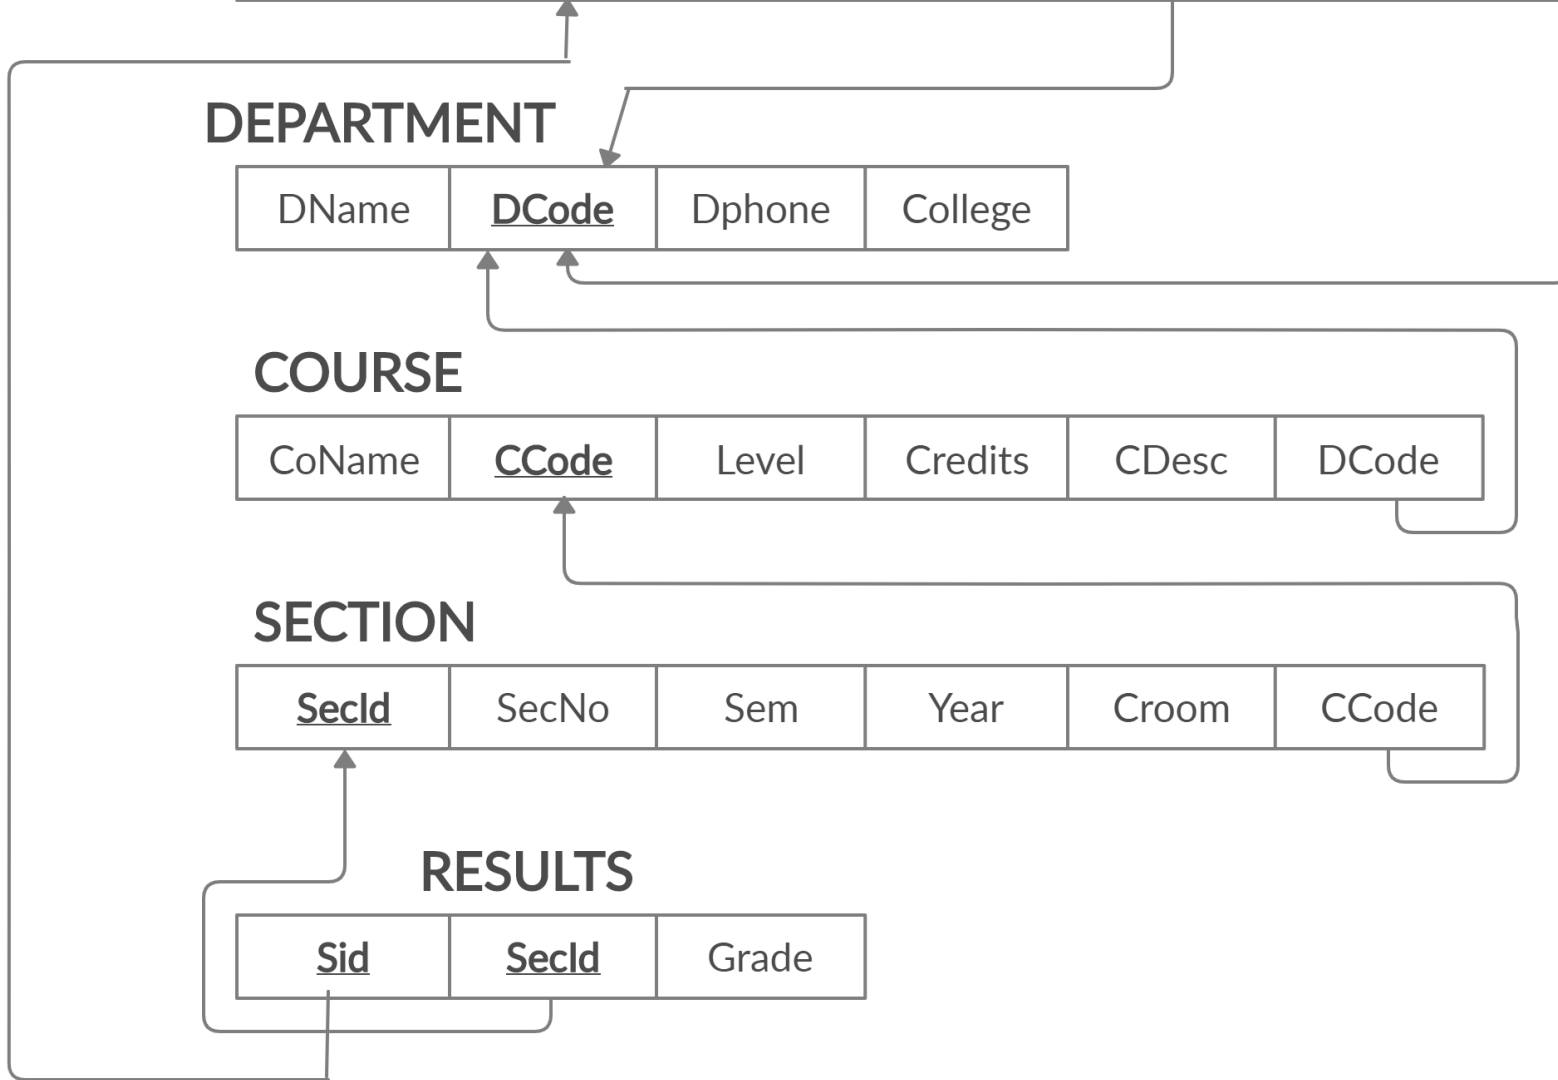 DEPARTMENT
DName DCode Dphone College
COURSE
CoName CCode Level Credits CDesc DCode
SECTION
SecId SecNo Sem Year Croom CCode
RESULTS
Sid SecId Grade